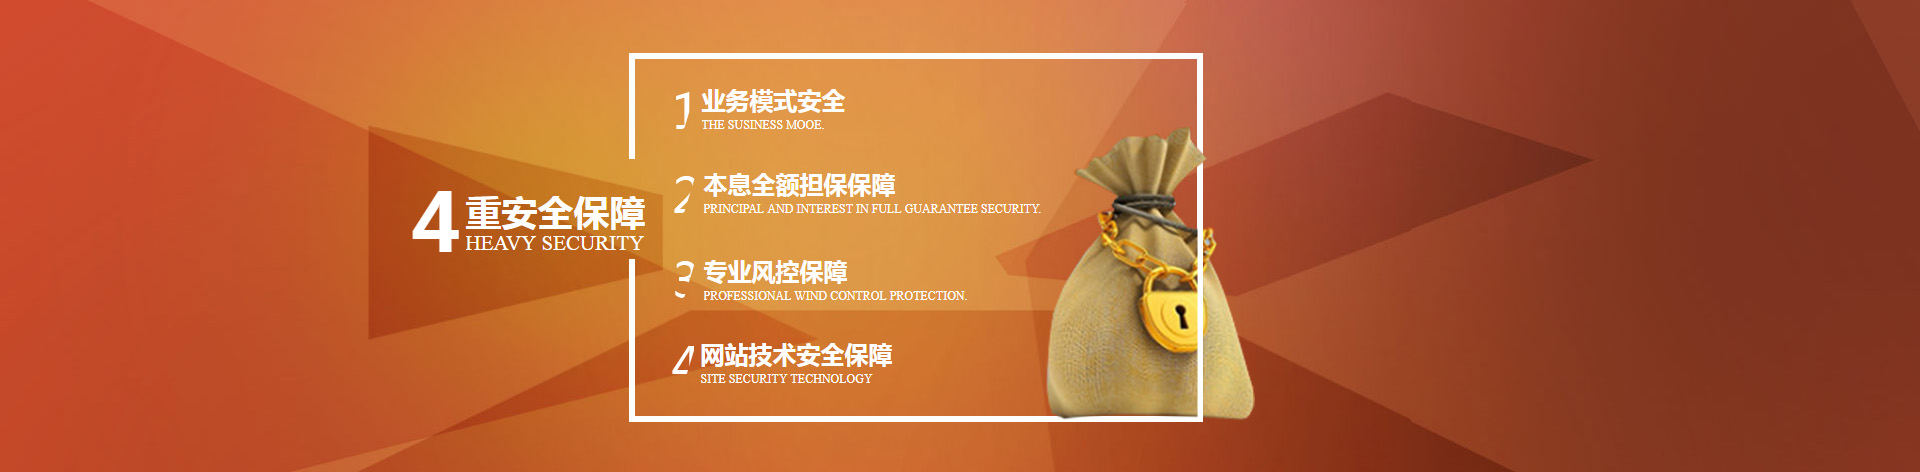 4重安全保障
HEAVY SECURITY
1 业务模式安全
THE SUSINESS MOOE.
2 本息全额担保保障
PRINCIPAL AND INTEREST IN FULL GUARANTEE SECURITY.
3 专业风控保障
PROFESSIONAL WIND CONTROL PROTECTION.
4 网站技术安全保障
SITE SECURITY TECHNOLOGY